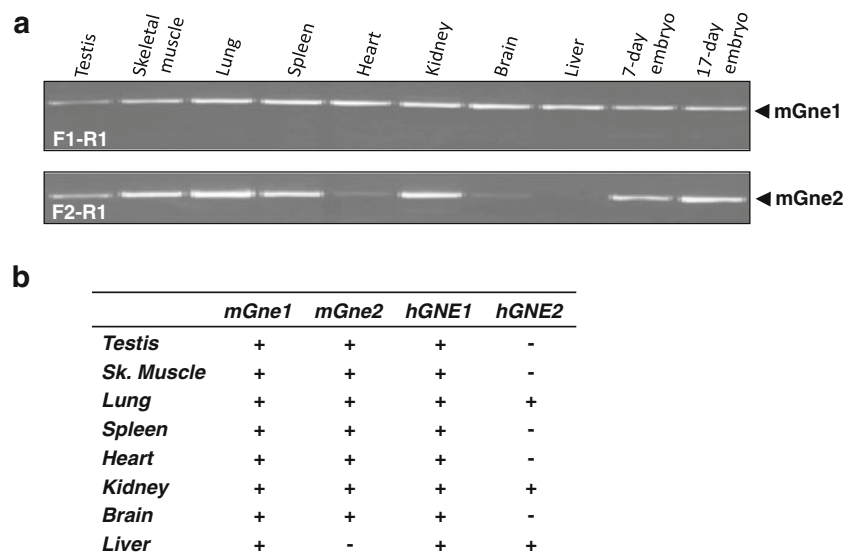 a
Testis
Skeletal
muscle
Lung
Spleen
Heart
Kidney
Brain
Liver
7-day
embryo
17-day
embryo
F1-R1
◄ mGne1
F2-R1
◄ mGne2
b
mGne1 mGne2 hGNE1 hGNE2
Testis + + + -
Sk. Muscle + + + -
Lung + + + +
Spleen + + + -
Heart + + + -
Kidney + + + +
Brain + + + -
Liver + - + +